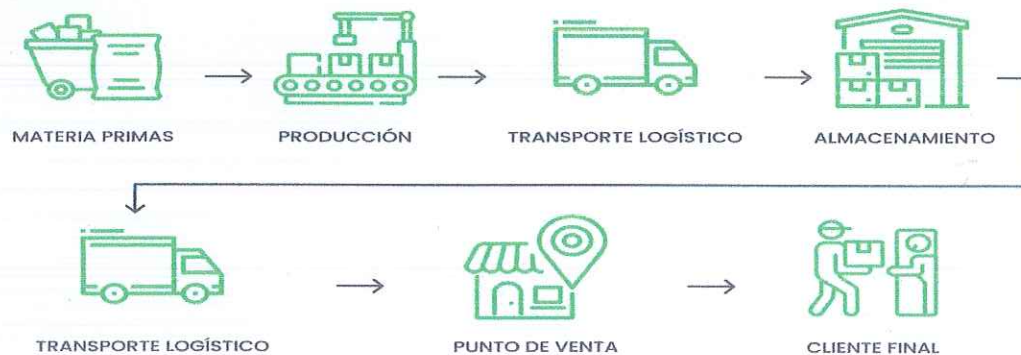 MATERIA PRIMAS
PRODUCCIÓN
TRANSPORTE LOGÍSTICO
ALMACENAMIENTO
TRANSPORTE LOGÍSTICO
PUNTO DE VENTA
CLIENTE FINAL